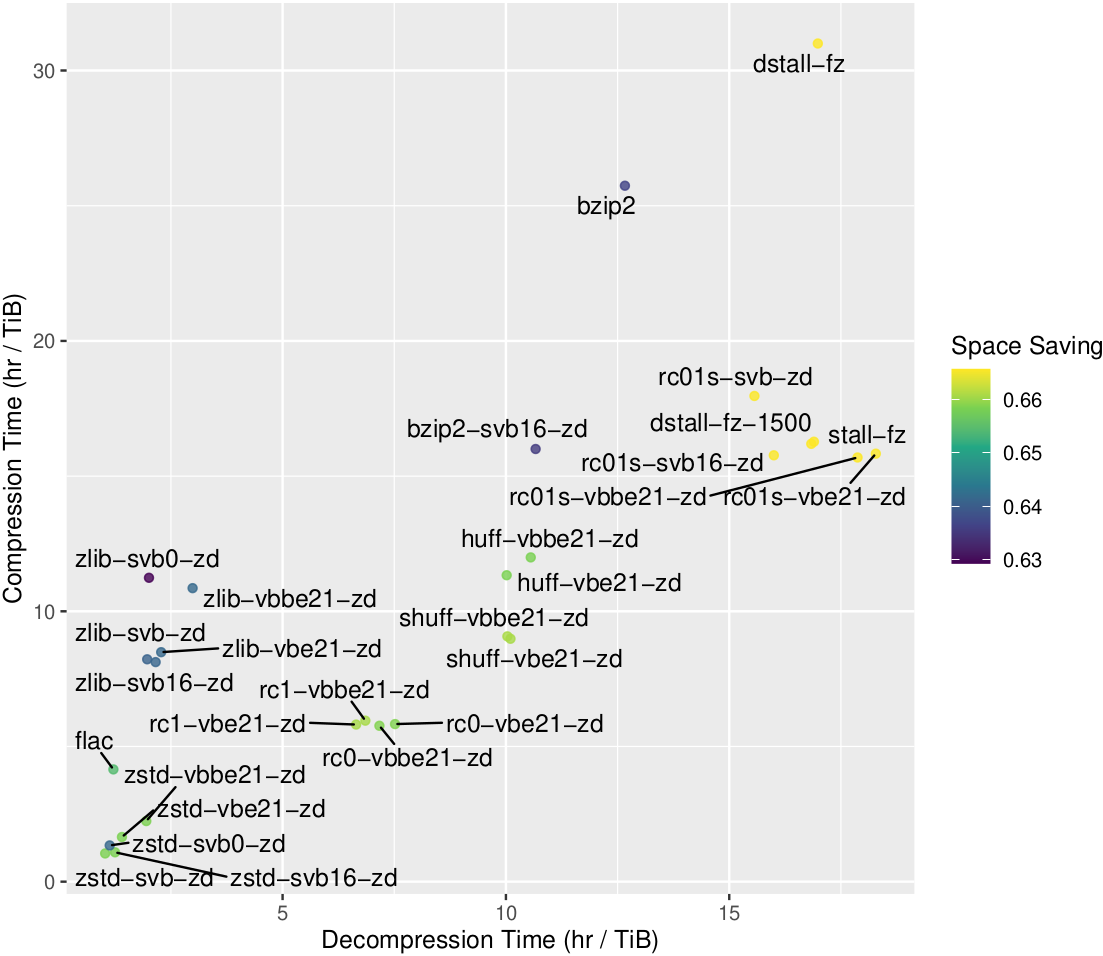 30
20
10
0
5
10
15
Compression Time (hr / TiB)
Decompression Time (hr / TiB)
dstall−fz
bzip2
rc01s−svb−zd
dstall−fz−1500
stall−fz
bzip2−svb16−zd
rc01s−svb16−zd
rc01s−vbbe21−zd
rc01s−vbe21−zd
huff−vbbe21−zd
huff−vbe21−zd
zlib−svb0−zd
zlib−vbbe21−zd
shuff−vbbe21−zd
shuff−vbe21−zd
zlib−svb−zd
zlib−vbe21−zd
zlib−svb16−zd
rc1−vbbe21−zd
rc1−vbe21−zd
rc0−vbe21−zd
rc0−vbbe21−zd
flac
zstd−vbbe21−zd
zstd−vbe21−zd
zstd−svb0−zd
zstd−svb−zd
zstd−svb16−zd
Space Saving
0.66
0.65
0.64
0.63